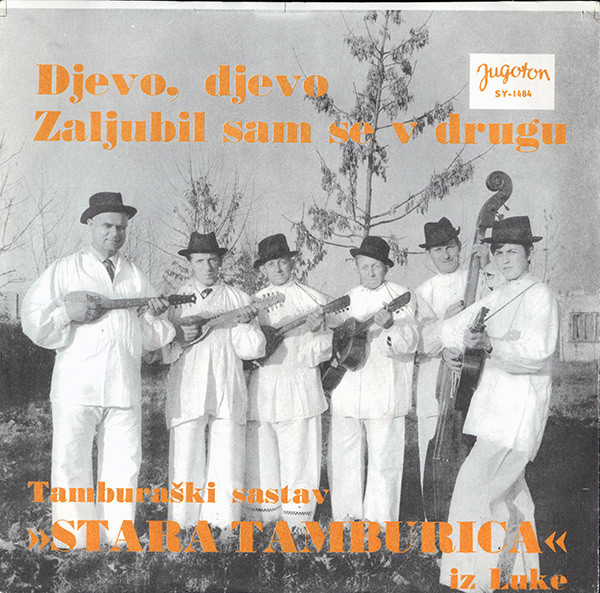 Djevo, djevo
Zaljubil sam se v drugu
Jugoton
SY-1484
Tamburaški sastav
»STARA TAMBURICA«
iz Luke